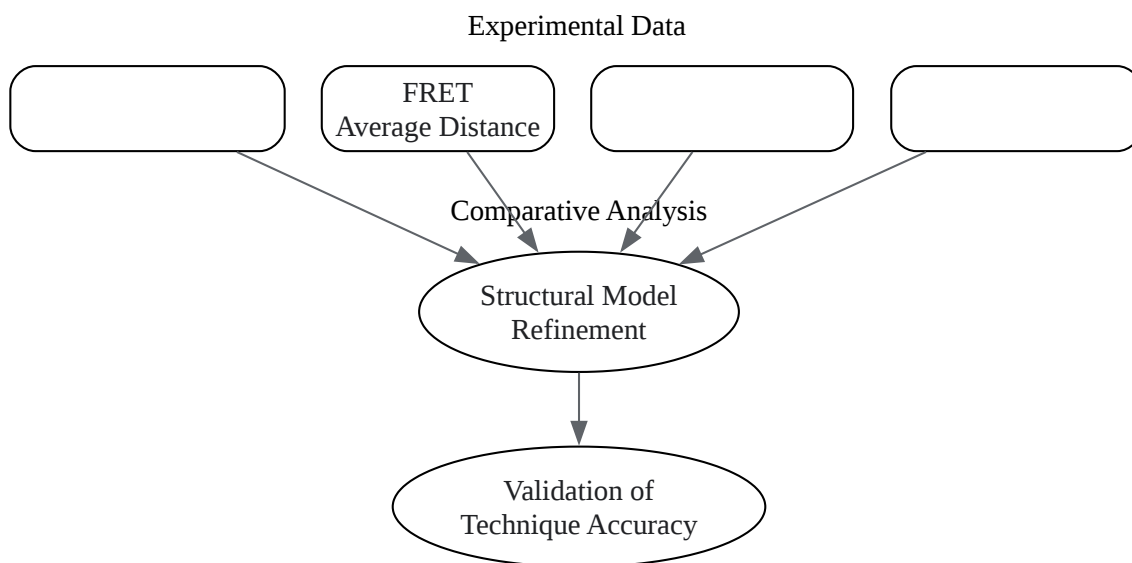 Experimental Data
FRET
Average Distance
Comparative Analysis
Structural Model
Refinement
Validation of
Technique Accuracy